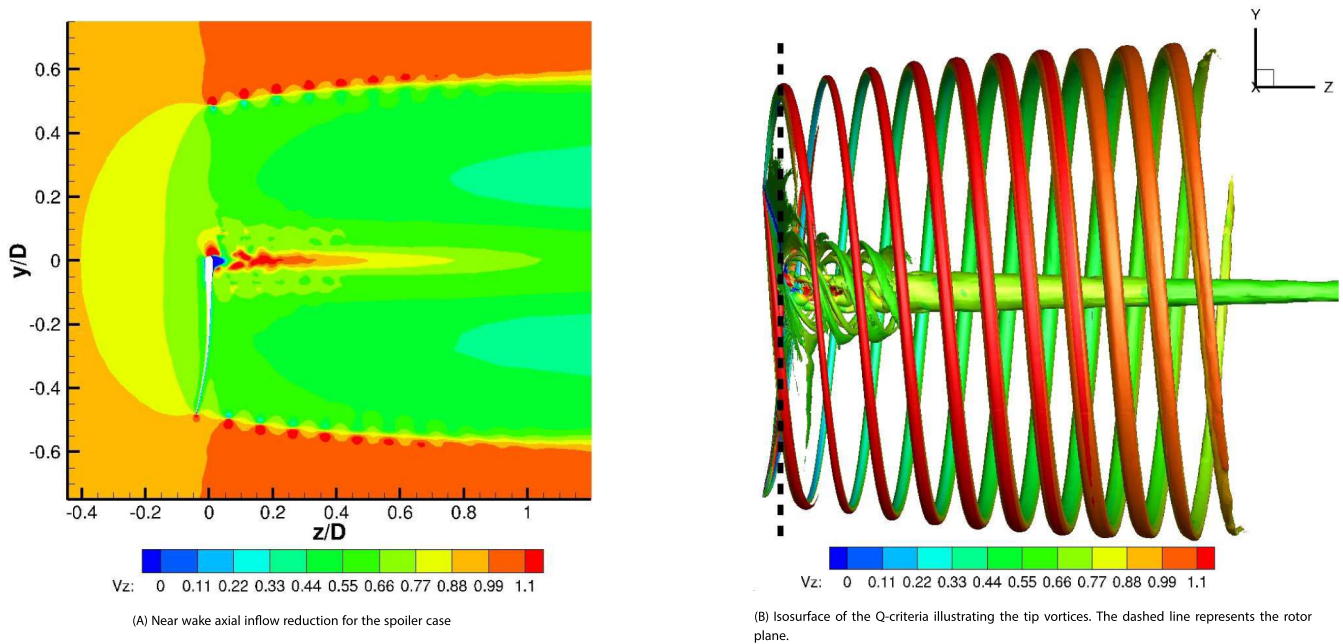 0.6
0.4
0.2
0
-0.2
-0.4
-0.6
y/D
-0.4 -0.2 0 0.2 0.4 0.6 0.8 1
z/D
Vz: 0 0.11 0.22 0.33 0.44 0.55 0.66 0.77 0.88 0.99 1.1
(A) Near wake axial inflow reduction for the spoiler case
Y
X Z
Vz: 0 0.11 0.22 0.33 0.44 0.55 0.66 0.77 0.88 0.99 1.1
(B) Isosurface of the Q-criteria illustrating the tip vortices. The dashed line represents the rotor
plane.